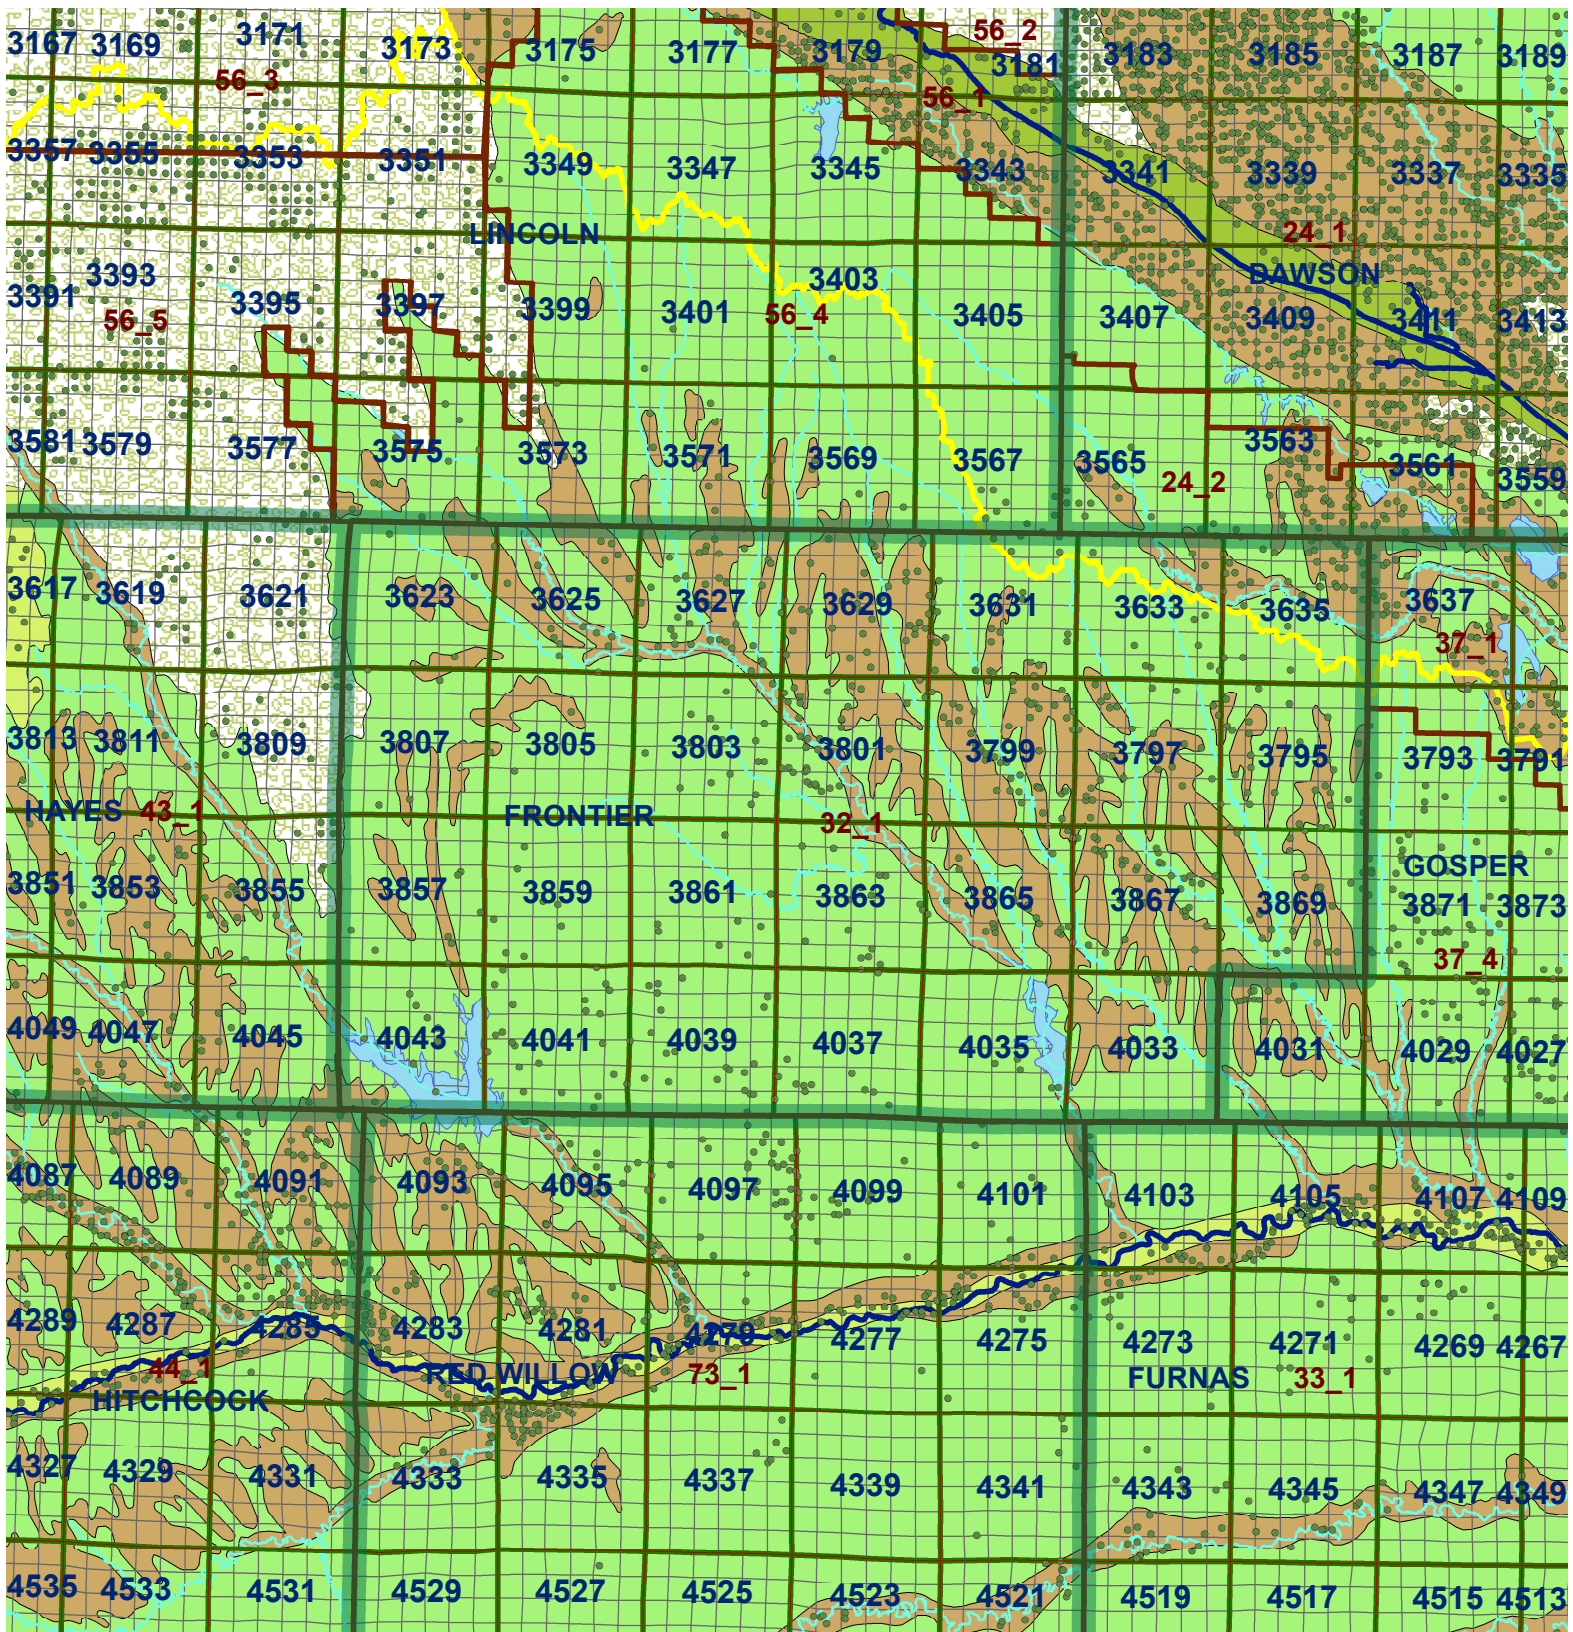 3167 3169 3171 3173 3175 3177 3179 56_2 3181 3183 3185 3187 3189
56_3 56_1
3357 3355 3353 3351 3349 3347 3345 3343 3341 3339 3337 3335
LINCOLN 24_1
3391 3393 3395 3397 3399 3401 3403 3405 3407 DAWSON 3409 3411 3413
56_5 56_4
3581 3579 3577 3575 3573 3571 3569 3567 3565 3563 3561 3559
24_2
3617 3619 3621 3623 3625 3627 3629 3631 3633 3635 3637
37_1
3813 3811 3809 3807 3805 3803 3801 3799 3797 3795 3793 3791
HAYES 43_1 FRONTIER 32_1
GOSPER
3851 3853 3855 3857 3859 3861 3863 3865 3867 3869 3871 3873
37_4
4049 4047 4045 4043 4041 4039 4037 4035 4033 4031 4029 4027
4087 4089 4091 4093 4095 4097 4099 4101 4103 4105 4107 4109
4289 4287 4285 4283 4281 4279 4277 4275 4273 4271 4269 4267
44_1 RED WILLOW 73_1 FURNAS 33_1
HITCHCOCK
4327 4329 4331 4333 4335 4337 4339 4341 4343 4345 4347 4349
4535 4533 4531 4529 4527 4525 4523 4521 4519 4517 4515 4513